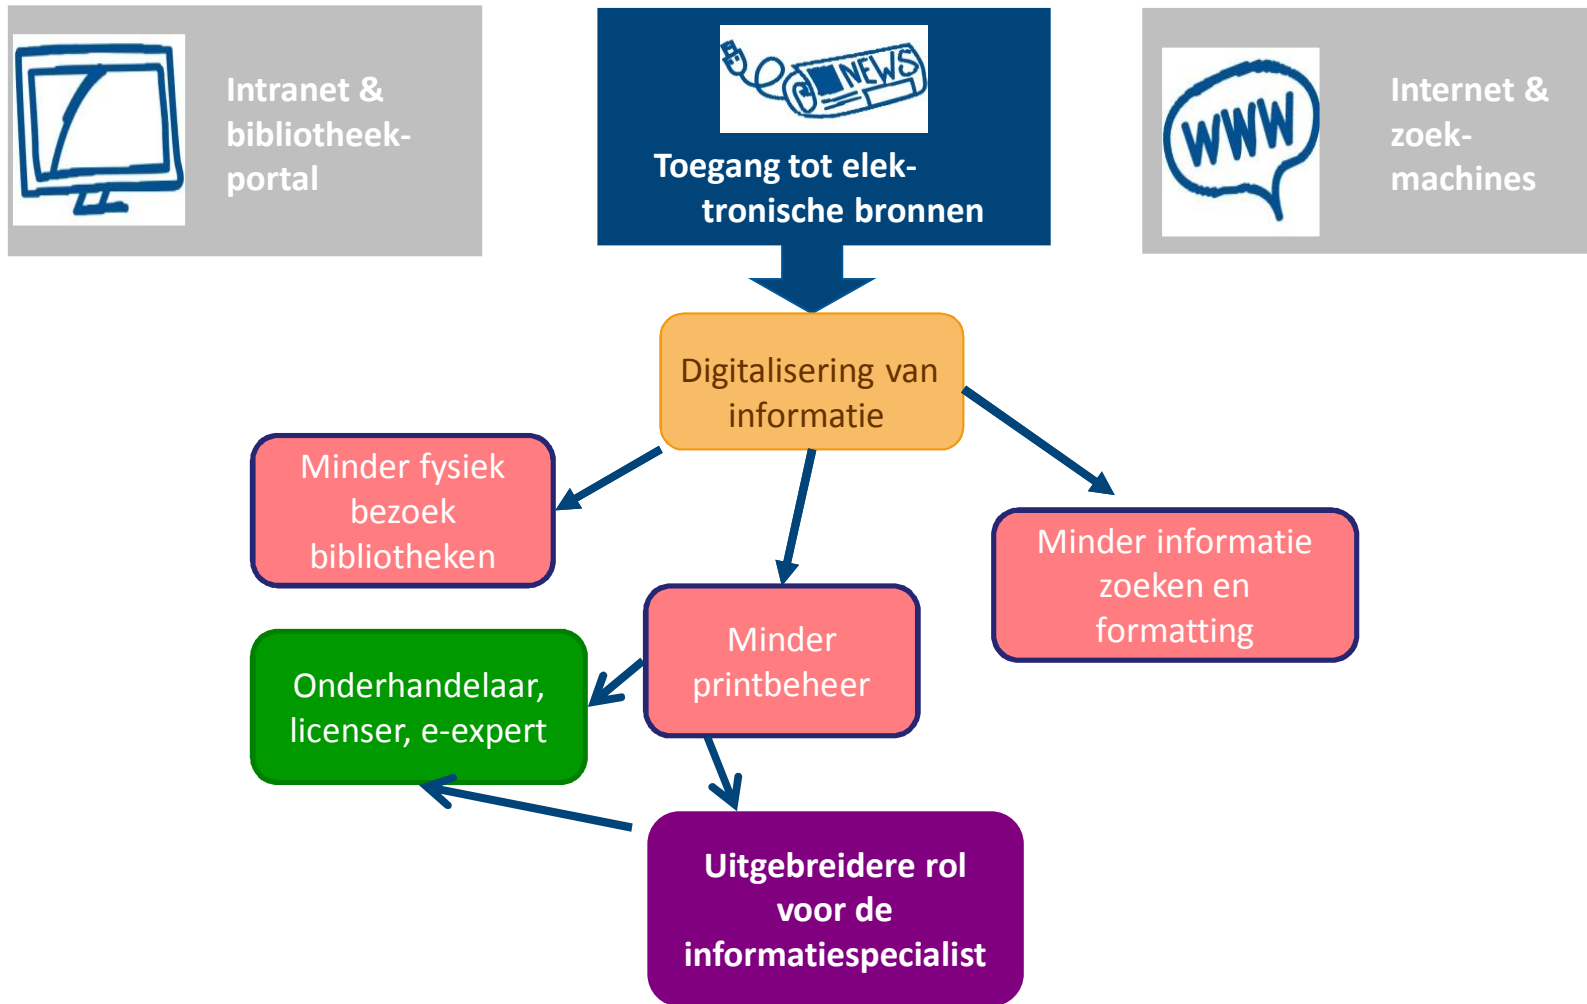 Intranet &
bibliotheek-
portal
NEWS
Toegang tot elek-
tronische bronnen
WWW
Internet &
zoek-
machines
Digitalisering van
informatie
Minder fysiek
bezoek
bibliotheken
Minder informatie
zoeken en
formatting
Minder
printbeheer
Onderhandelaar,
licenser, e-expert
Uitgebreidere rol
voor de
informatiespecialist